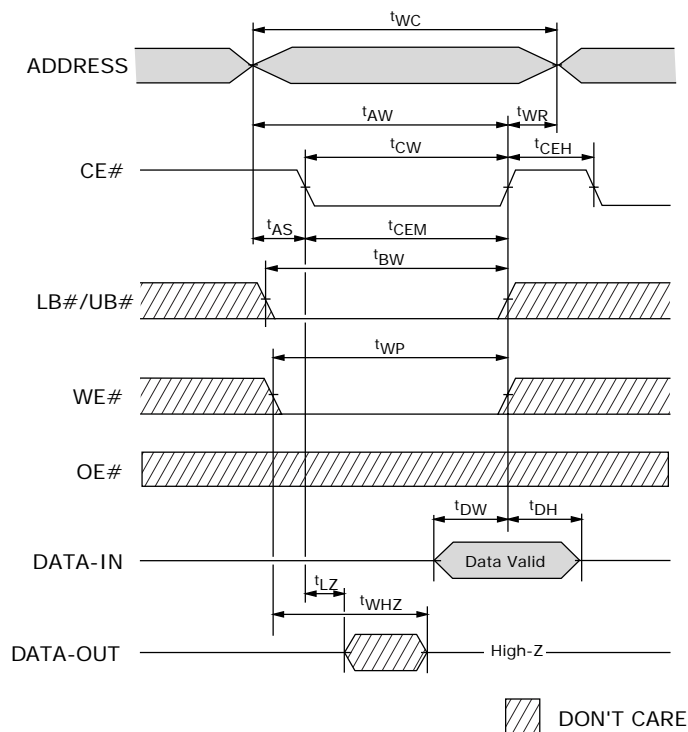 tWC
ADDRESS
tAW
tWR
tCW
tCEH
CE#
tAS
tCEM
tBW
LB#/UB#
tWP
WE#
OE#
tDW
tDH
DATA-IN
Data Valid
tLZ
tWHZ
DATA-OUT
High-Z
DON'T CARE